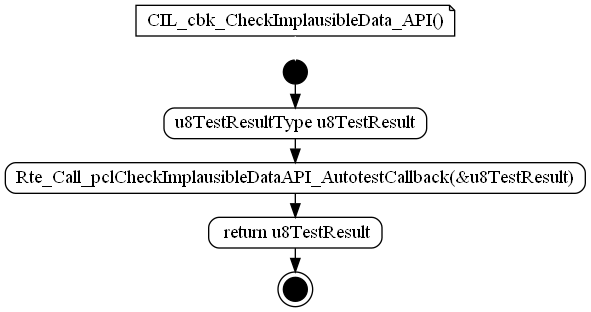 CIL_cbk_CheckImplausibleData_API()
u8TestResultType u8TestResult
Rte_Call_pclCheckImplausibleDataAPI_AutotestCallback(&u8TestResult)
return u8TestResult